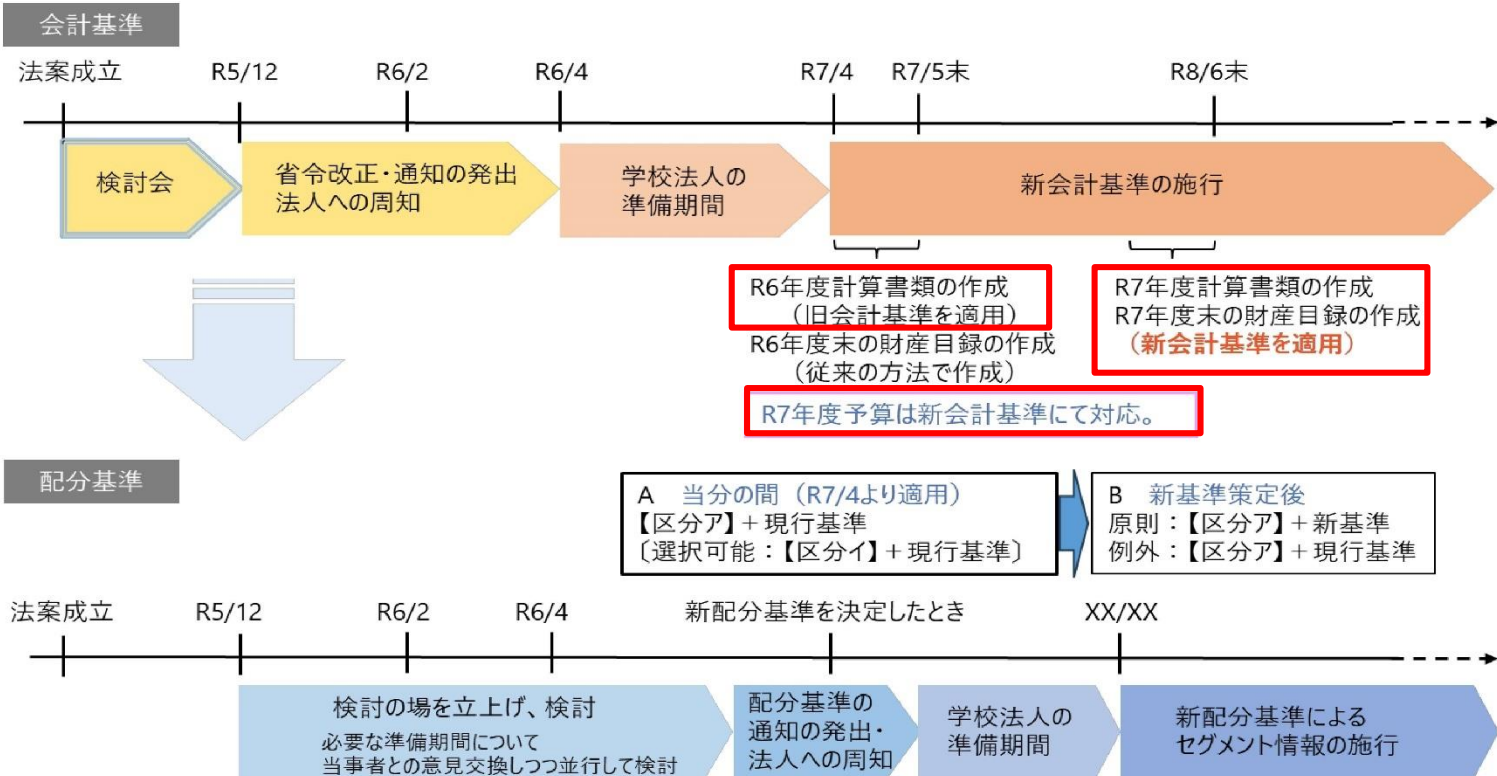 会計基準
法案成立 R5/12 R6/2 R6/4 R7/4 R7/5末 R8/6末
検討会
省令改正・通知の発出
法人への周知
学校法人の
準備期間
新会計基準の施行
R6年度計算書類の作成
(旧会計基準を適用)
R6年度末の財産目録の作成
(従来の方法で作成)
R7年度予算は新会計基準にて対応。
R7年度計算書類の作成
R7年度末の財産目録の作成
(新会計基準を適用)
配分基準
A 当分の間(R7/4より適用)
【区分ア】+現行基準
〔選択可能:【区分イ】+現行基準〕
B 新基準策定後
原則:【区分ア】+新基準
例外:【区分ア】+現行基準
法案成立 R5/12 R6/2 R6/4 新配分基準を決定したとき XX/XX
検討の場を立上げ、検討
必要な準備期間について
当事者との意見交換しつつ並行して検討
配分基準の
通知の発出・
法人への周知
学校法人の
準備期間
新配分基準による
セグメント情報の施行